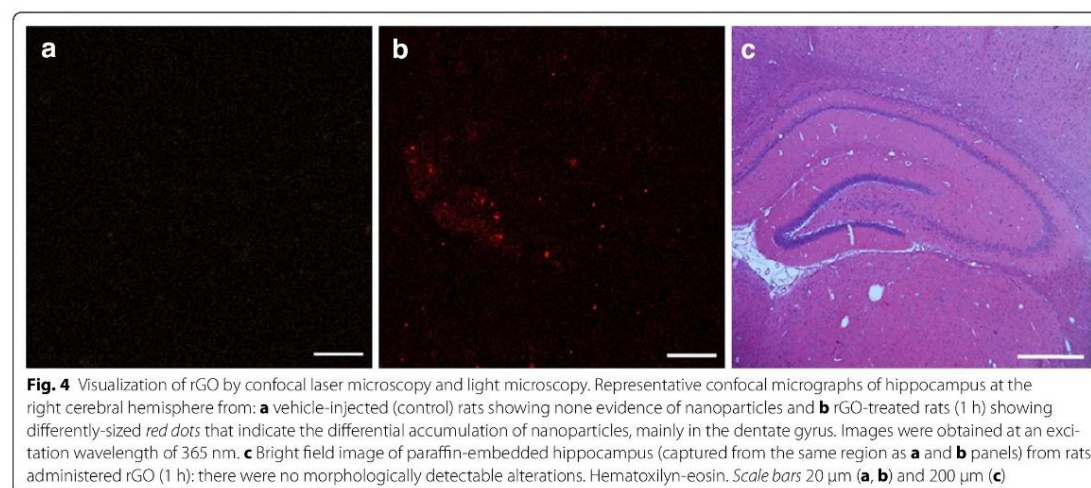 a
b
c
Fig. 4 Visualization of rGO by confocal laser microscopy and light microscopy. Representative confocal micrographs of hippocampus at the
right cerebral hemisphere from: a vehicle-injected (control) rats showing none evidence of nanoparticles and b rGO-treated rats (1 h) showing
differently-sized red dots that indicate the differential accumulation of nanoparticles, mainly in the dentate gyrus. Images were obtained at an exci-
tation wavelength of 365 nm. c Bright field image of paraffin-embedded hippocampus (captured from the same region as a and b panels) from rats
administered rGO (1 h): there were no morphologically detectable alterations. Hematoxilyn-eosin. Scale bars 20 µm (a, b) and 200 µm (c)